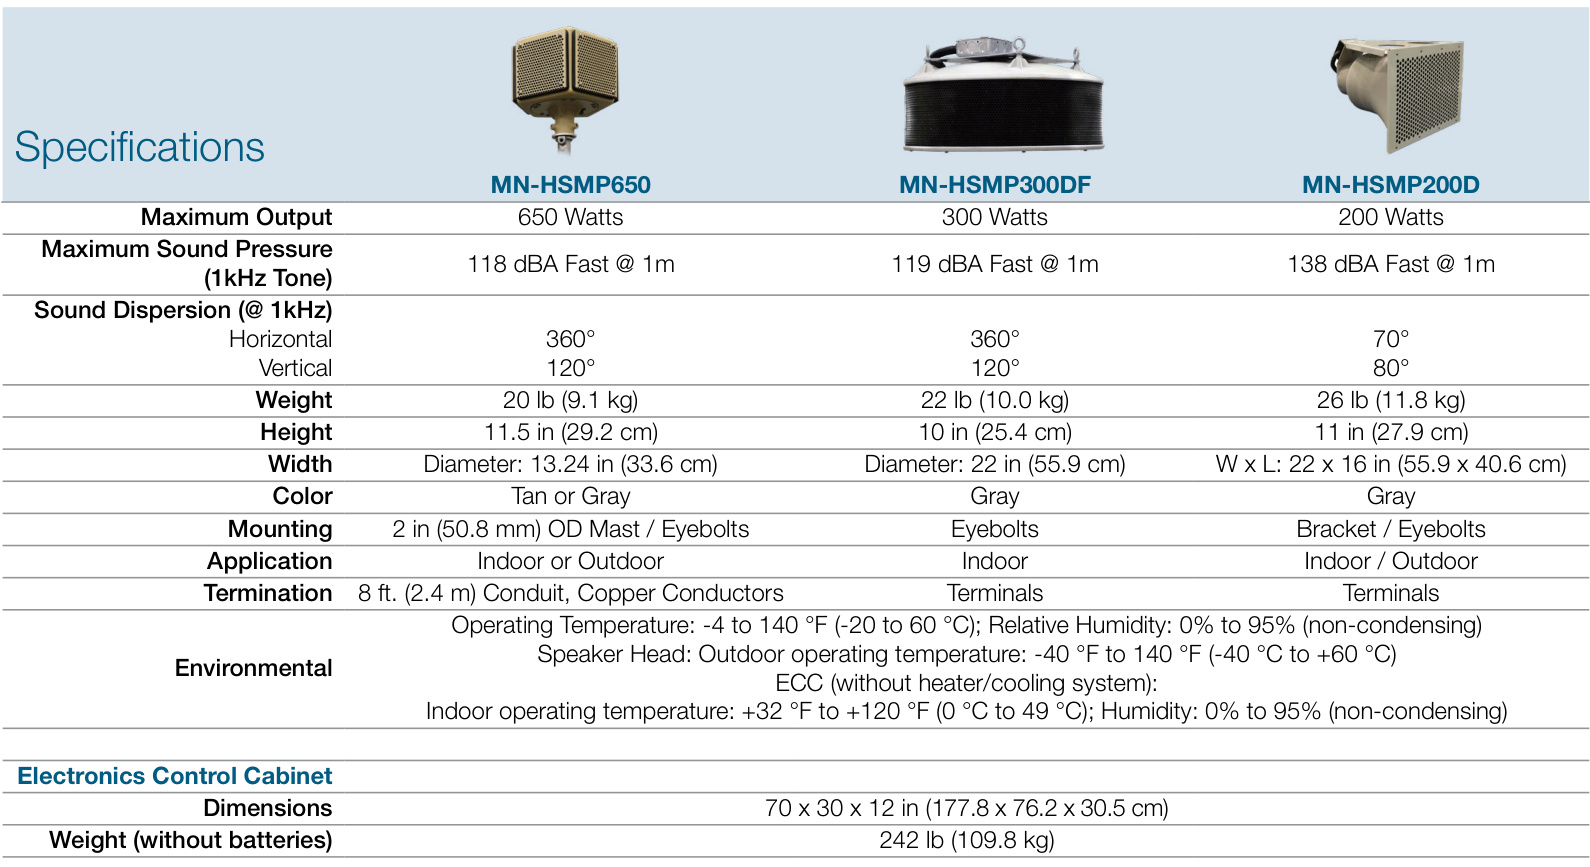 Specifications
MN-HSMP650 MN-HSMP300DF MN-HSMP200D
Maximum Output 650 Watts 300 Watts 200 Watts
Maximum Sound Pressure
(1kHz Tone) 118 dBA Fast @ 1m 119 dBA Fast @ 1m 138 dBA Fast @ 1m
Sound Dispersion (@ 1kHz)
Horizontal 360° 360° 70°
Vertical 120° 120° 80°
Weight 20 lb (9.1 kg) 22 lb (10.0 kg) 26 lb (11.8 kg)
Height 11.5 in (29.2 cm) 10 in (25.4 cm) 11 in (27.9 cm)
Width Diameter: 13.24 in (33.6 cm) Diameter: 22 in (55.9 cm) W x L: 22 x 16 in (55.9 x 40.6 cm)
Color Tan or Gray Gray Gray
Mounting 2 in (50.8 mm) OD Mast / Eyebolts Eyebolts Bracket / Eyebolts
Application Indoor or Outdoor Indoor Indoor / Outdoor
Termination 8 ft. (2.4 m) Conduit, Copper Conductors Terminals Terminals
Environmental
Operating Temperature: -4 to 140 °F (-20 to 60 °C); Relative Humidity: 0% to 95% (non-condensing)
Speaker Head: Outdoor operating temperature: -40 °F to 140 °F (-40 °C to +60 °C)
ECC (without heater/cooling system):
Indoor operating temperature: +32 °F to +120 °F (0 °C to 49 °C); Humidity: 0% to 95% (non-condensing)
Electronics Control Cabinet
Dimensions 70 x 30 x 12 in (177.8 x 76.2 x 30.5 cm)
Weight (without batteries) 242 lb (109.8 kg)